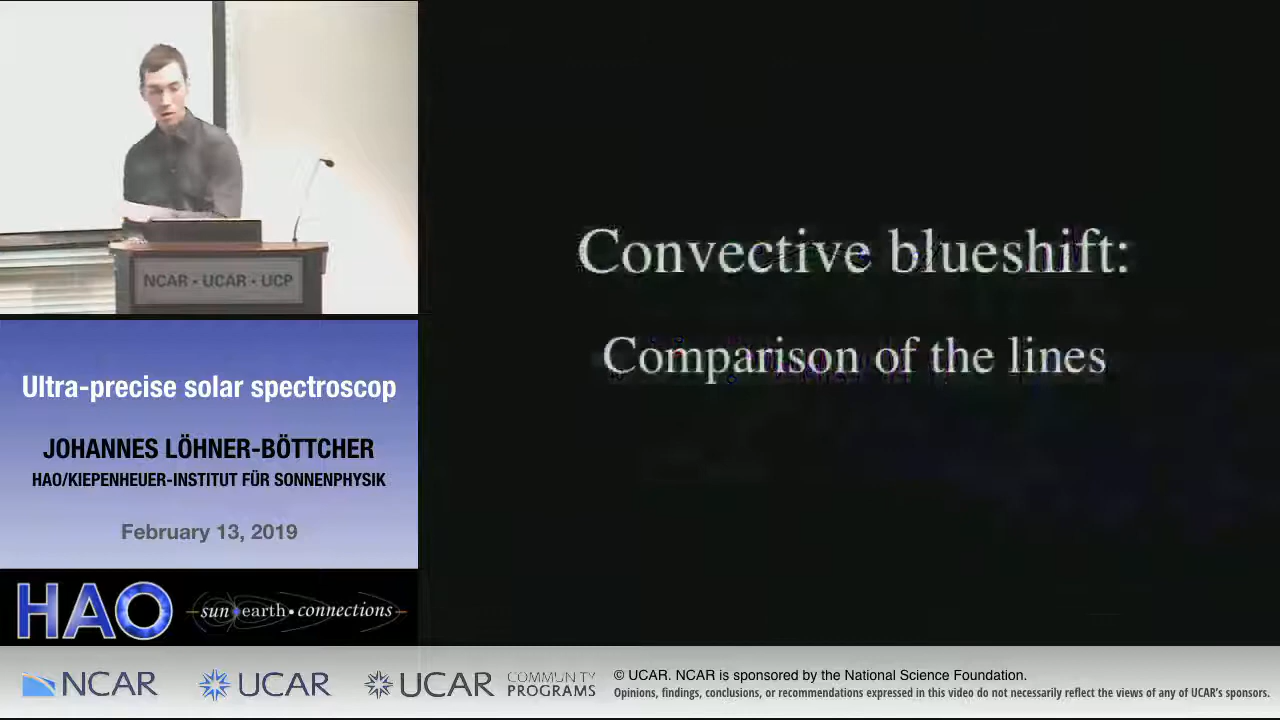 NCAR • UCAR • UCP
Convective blueshift:
Comparison of the lines
Ultra-precise solar spectroscop
JOHANNES LÖHNER-BÖTTCHER
HAO/KIEPENHEUER-INSTITUT FÜR SONNENPHYSIK
February 13, 2019
HAO
sun•earth•connections
NCAR
UCAR
UCAR
COMMUNITY
PROGRAMS
© UCAR. NCAR is sponsored by the National Science Foundation.
Opinions, findings, conclusions, or recommendations expressed in this video do not necessarily reflect the views of any of UCAR's sponsors.